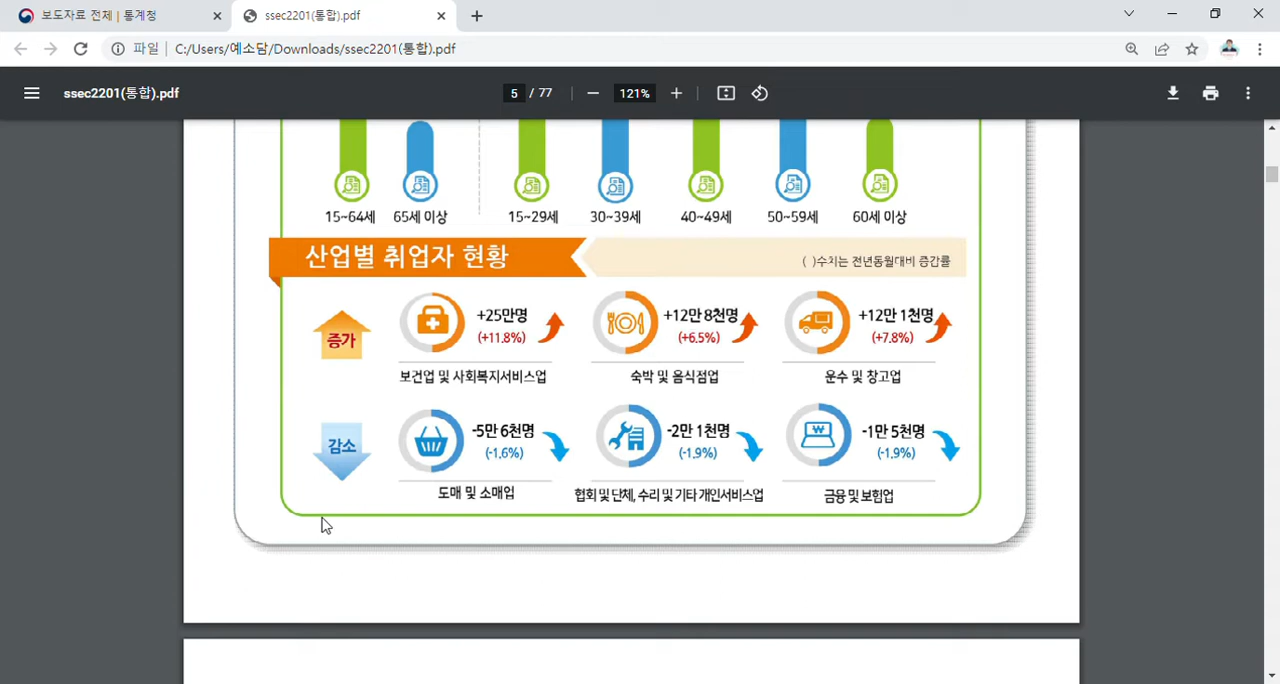 보도자료 전체 | 통계청
ssec2201(통합).pdf
파일 | C:/Users/예소담/Downloads/ssec2201(통합).pdf
ssec2201(통합).pdf
5 / 77
121%
15~64세 65세 이상 15~29세 30~39세 40~49세 50~59세 60세 이상
산업별 취업자 현황
( )수치는 전년동월대비 증감률
증가
+25만명
(+11.8%)
보건업 및 사회복지서비스업
+12만 8천명
(+6.5%)
숙박 및 음식점업
+12만 1천명
(+7.8%)
운수 및 창고업
감소
-5만 6천명
(-1.6%)
도매 및 소매업
-2만 1천명
(-1.9%)
협회 및 단체, 수리 및 기타 개인서비스업
-1만 5천명
(-1.9%)
금융 및 보험업